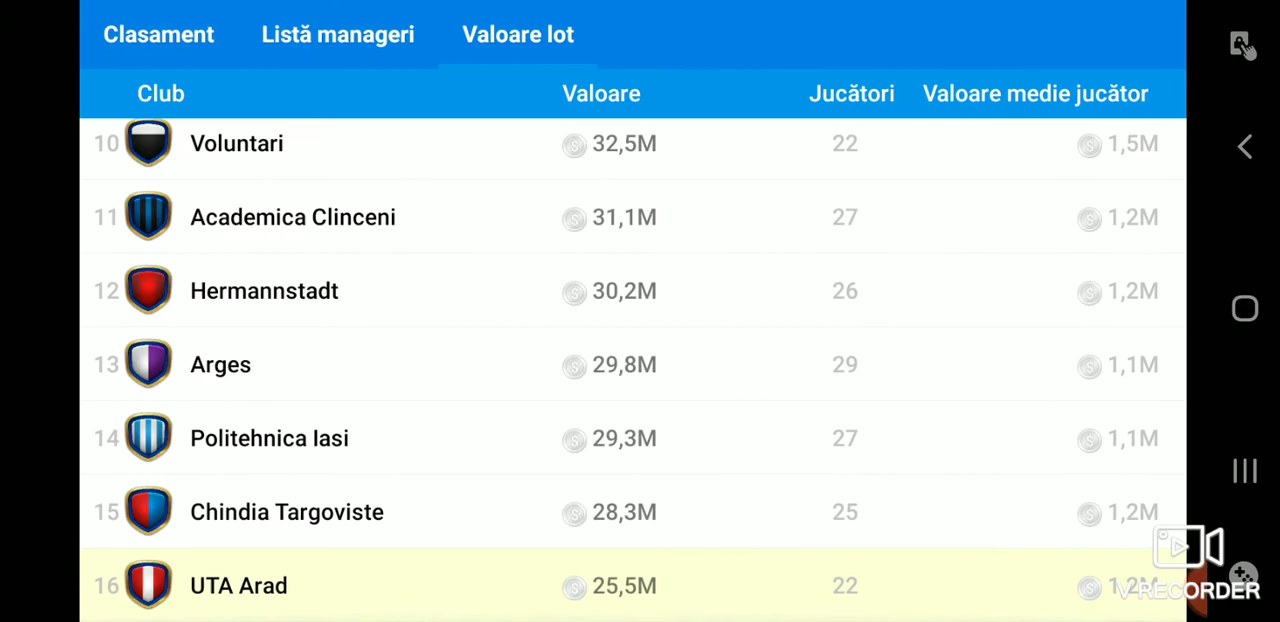 Clasament Listă manageri Valoare lot
Club Valoare Jucători Valoare medie jucător
10 Voluntari 32,5M 22 1,5M
11 Academica Clinceni 31,1M 27 1,2M
12 Hermannstadt 30,2M 26 1,2M
13 Arges 29,8M 29 1,1M
14 Politehnica Iasi 29,3M 27 1,1M
15 Chindia Targoviste 28,3M 25 1,2M
16 UTA Arad 25,5M 22 1,2M
V RECORDER